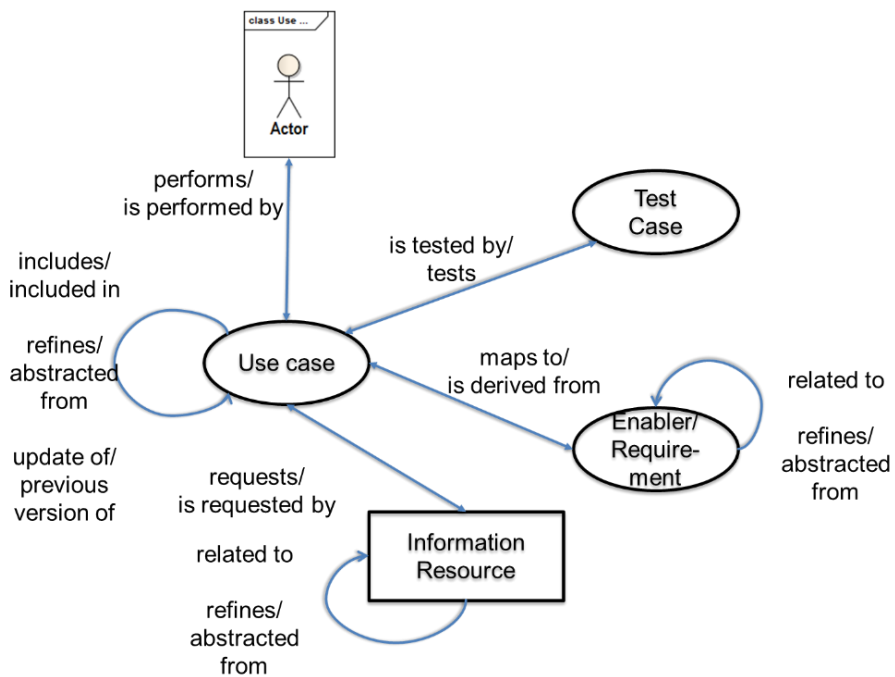 class Use ...
Actor
performs/
is performed by
Test
Case
is tested by/
tests
includes/
included in
refines/
abstracted
from
update of/
previous
version of
Use case
maps to/
is derived from
Enabler/
Require-
ment
related to
refines/
abstracted
from
requests/
is requested by
Information
Resource
related to
refines/
abstracted
from